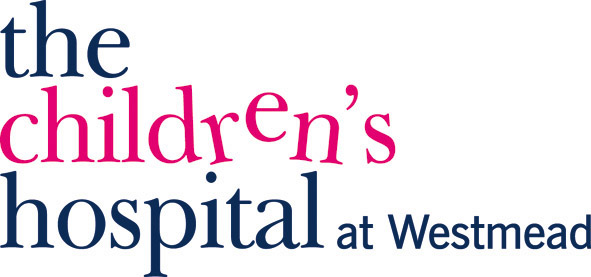 the
children's
hospital at Westmead